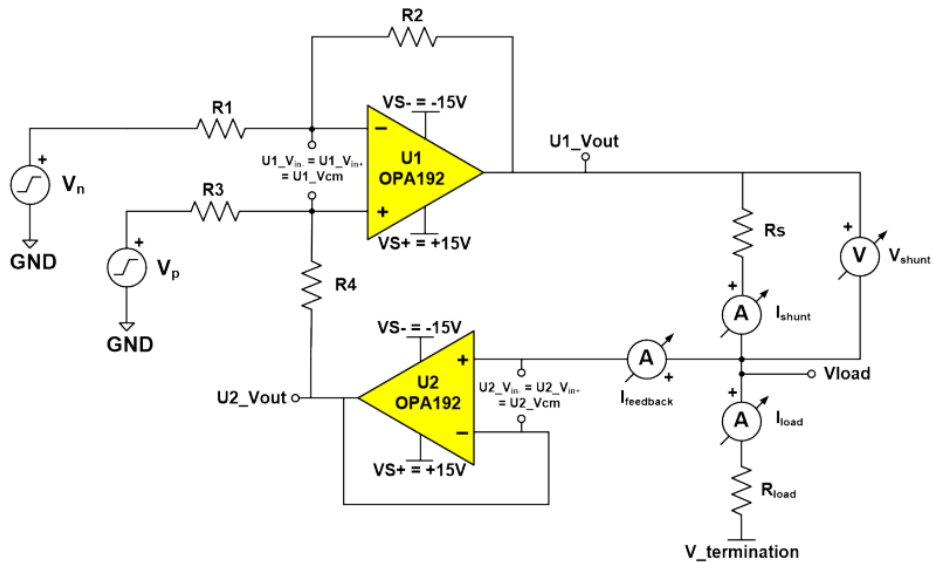 R2
VS- = -15V
R1
U1_Vout
−
U1_Vin- = U1_Vin+
= U1_Vcm
U1
OPA192
+
Vn
R3
+
Rs
+
V
Vshunt
VS+ = +15V
GND
+
Vp
R4
+
A
Ishunt
GND
VS- = -15V
+
A
+
Vload
Ifeedback
U2_Vout
U2
OPA192
U2_Vin- = U2_Vin+
= U2_Vcm
−
+
A
Iload
VS+ = +15V
Rload
V_termination